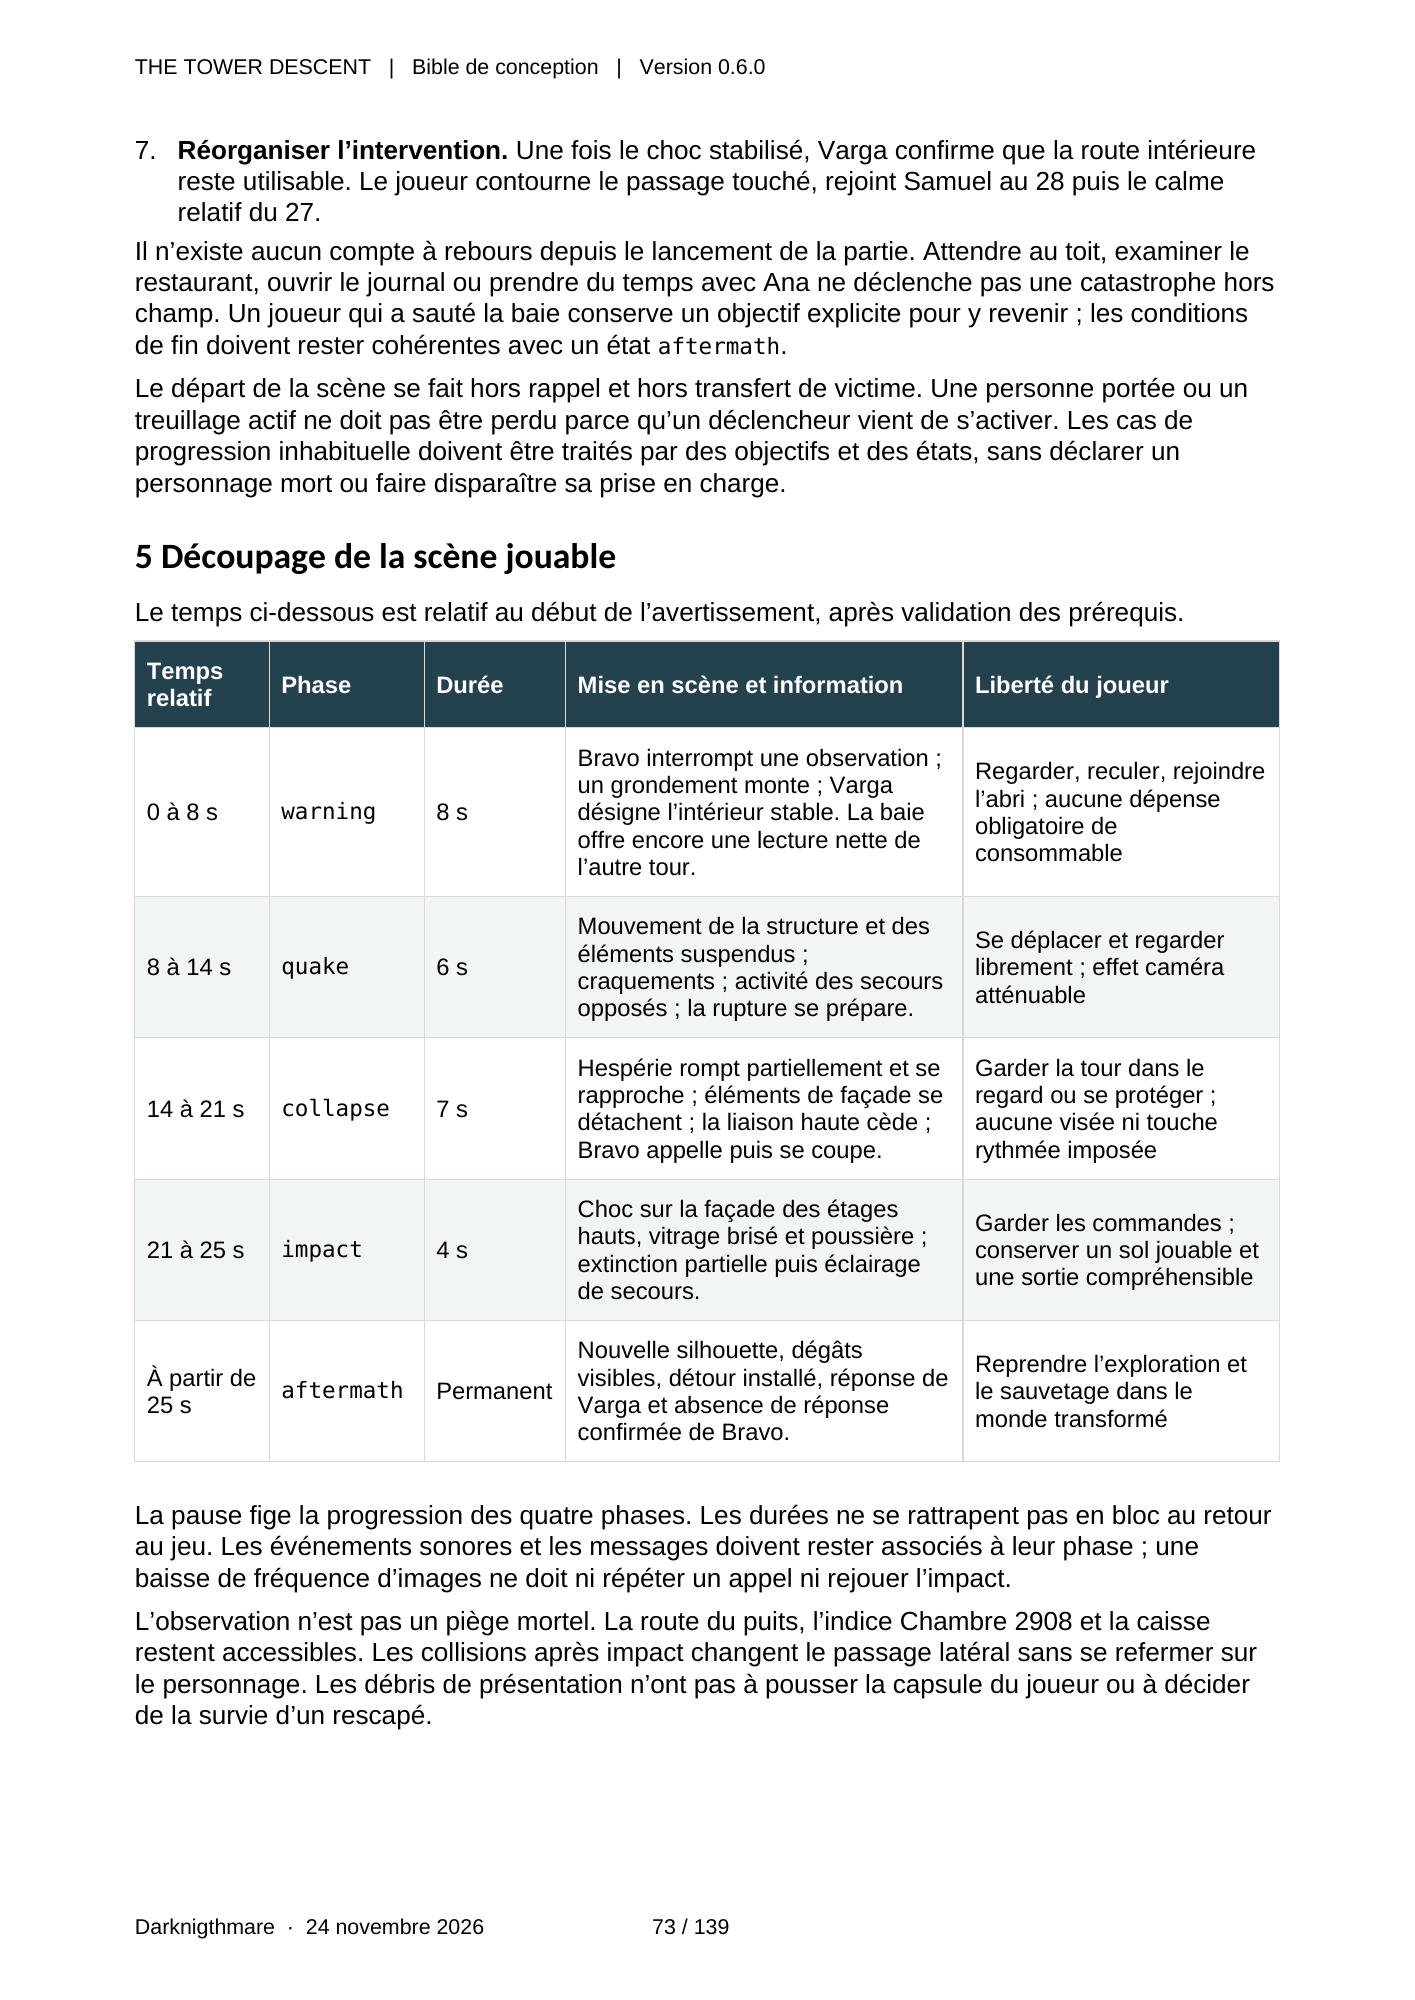 THE TOWER DESCENT | Bible de conception | Version 0.6.0
7. Réorganiser l’intervention. Une fois le choc stabilisé, Varga confirme que la route intérieure
reste utilisable. Le joueur contourne le passage touché, rejoint Samuel au 28 puis le calme
relatif du 27.
Il n’existe aucun compte à rebours depuis le lancement de la partie. Attendre au toit, examiner le
restaurant, ouvrir le journal ou prendre du temps avec Ana ne déclenche pas une catastrophe hors
champ. Un joueur qui a sauté la baie conserve un objectif explicite pour y revenir ; les conditions
de fin doivent rester cohérentes avec un état aftermath.
Le départ de la scène se fait hors rappel et hors transfert de victime. Une personne portée ou un
treuillage actif ne doit pas être perdu parce qu’un déclencheur vient de s’activer. Les cas de
progression inhabituelle doivent être traités par des objectifs et des états, sans déclarer un
personnage mort ou faire disparaître sa prise en charge.
5 Découpage de la scène jouable
Le temps ci-dessous est relatif au début de l’avertissement, après validation des prérequis.
Temps
relatif
Phase
Durée
Mise en scène et information
Liberté du joueur
0 à 8 s
warning
8 s
Bravo interrompt une observation ;
un grondement monte ; Varga
désigne l’intérieur stable. La baie
offre encore une lecture nette de
l’autre tour.
Regarder, reculer, rejoindre
l’abri ; aucune dépense
obligatoire de
consommable
8 à 14 s
quake
6 s
Mouvement de la structure et des
éléments suspendus ;
craquements ; activité des secours
opposés ; la rupture se prépare.
Se déplacer et regarder
librement ; effet caméra
atténuable
14 à 21 s
collapse
7 s
Hespérie rompt partiellement et se
rapproche ; éléments de façade se
détachent ; la liaison haute cède ;
Bravo appelle puis se coupe.
Garder la tour dans le
regard ou se protéger ;
aucune visée ni touche
rythmée imposée
21 à 25 s
impact
4 s
Choc sur la façade des étages
hauts, vitrage brisé et poussière ;
extinction partielle puis éclairage
de secours.
Garder les commandes ;
conserver un sol jouable et
une sortie compréhensible
À partir de
25 s
aftermath
Permanent
Nouvelle silhouette, dégâts
visibles, détour installé, réponse de
Varga et absence de réponse
confirmée de Bravo.
Reprendre l’exploration et
le sauvetage dans le
monde transformé
La pause fige la progression des quatre phases. Les durées ne se rattrapent pas en bloc au retour
au jeu. Les événements sonores et les messages doivent rester associés à leur phase ; une
baisse de fréquence d’images ne doit ni répéter un appel ni rejouer l’impact.
L’observation n’est pas un piège mortel. La route du puits, l’indice Chambre 2908 et la caisse
restent accessibles. Les collisions après impact changent le passage latéral sans se refermer sur
le personnage. Les débris de présentation n’ont pas à pousser la capsule du joueur ou à décider
de la survie d’un rescapé.
Darknigthmare · 24 novembre 2026 73 / 139